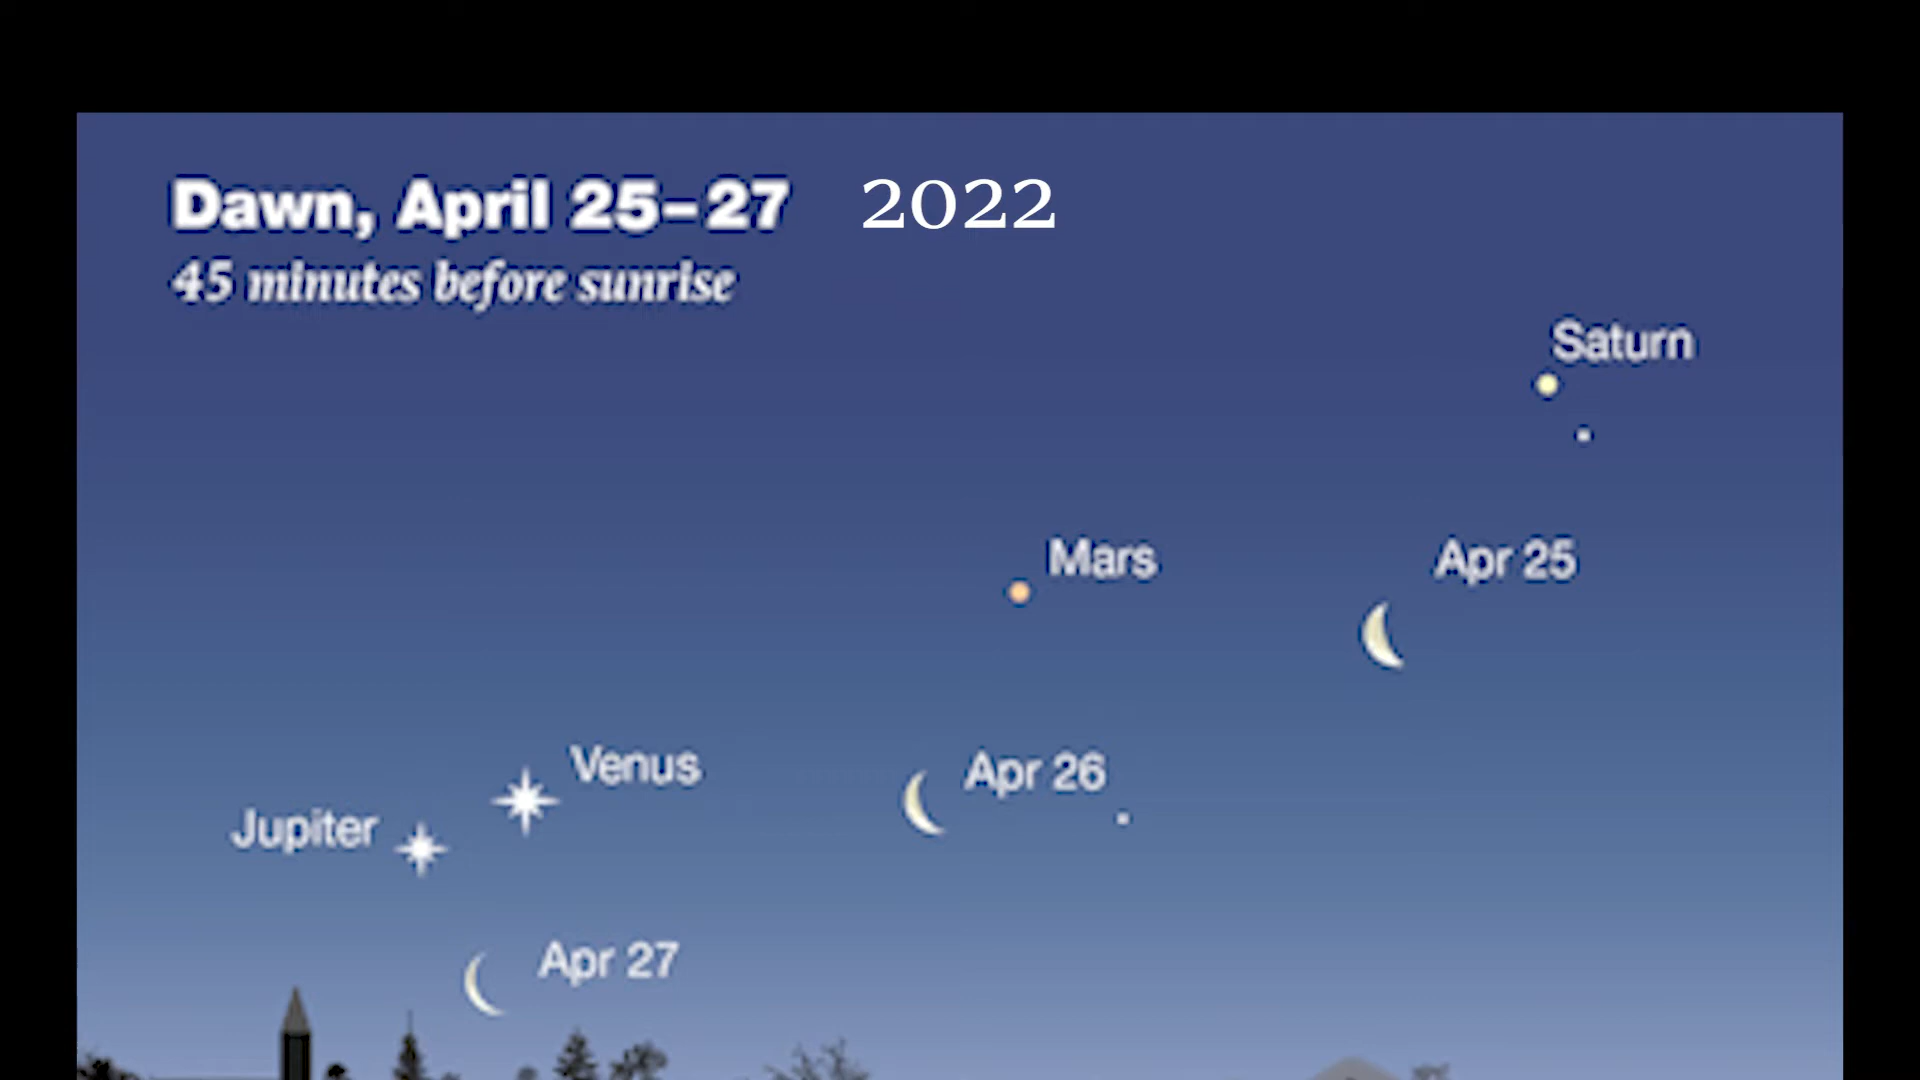 Dawn, April 25–27 2022
45 minutes before sunrise
Saturn
Mars
Apr 25
Venus
Apr 26
Jupiter
Apr 27